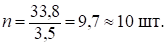 n = 33,8/3,5 = 9,7 ≈ 10 шт.